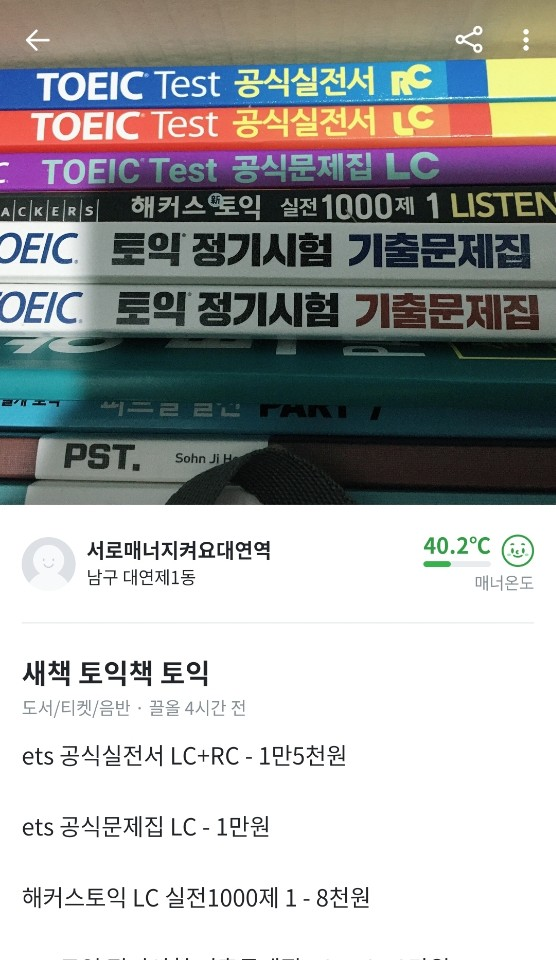 TOEIC Test 공식실전서 RC
TOEIC Test 공식실전서 LC
C TOEIC Test 공식문제집 LC
ACKERS 해커스 新 토익 실전 1000제 1 LISTEN
OEIC 토익 정기시험 기출문제집
OEIC 토익 정기시험 기출문제집
PART 7
PST. Sohn Ji H
서로매너지켜요대연역
남구 대연제1동
40.2℃
매너온도
새책 토익책 토익
도서/티켓/음반 · 끌올 4시간 전
ets 공식실전서 LC+RC - 1만5천원
ets 공식문제집 LC - 1만원
해커스토익 LC 실전1000제 1 - 8천원